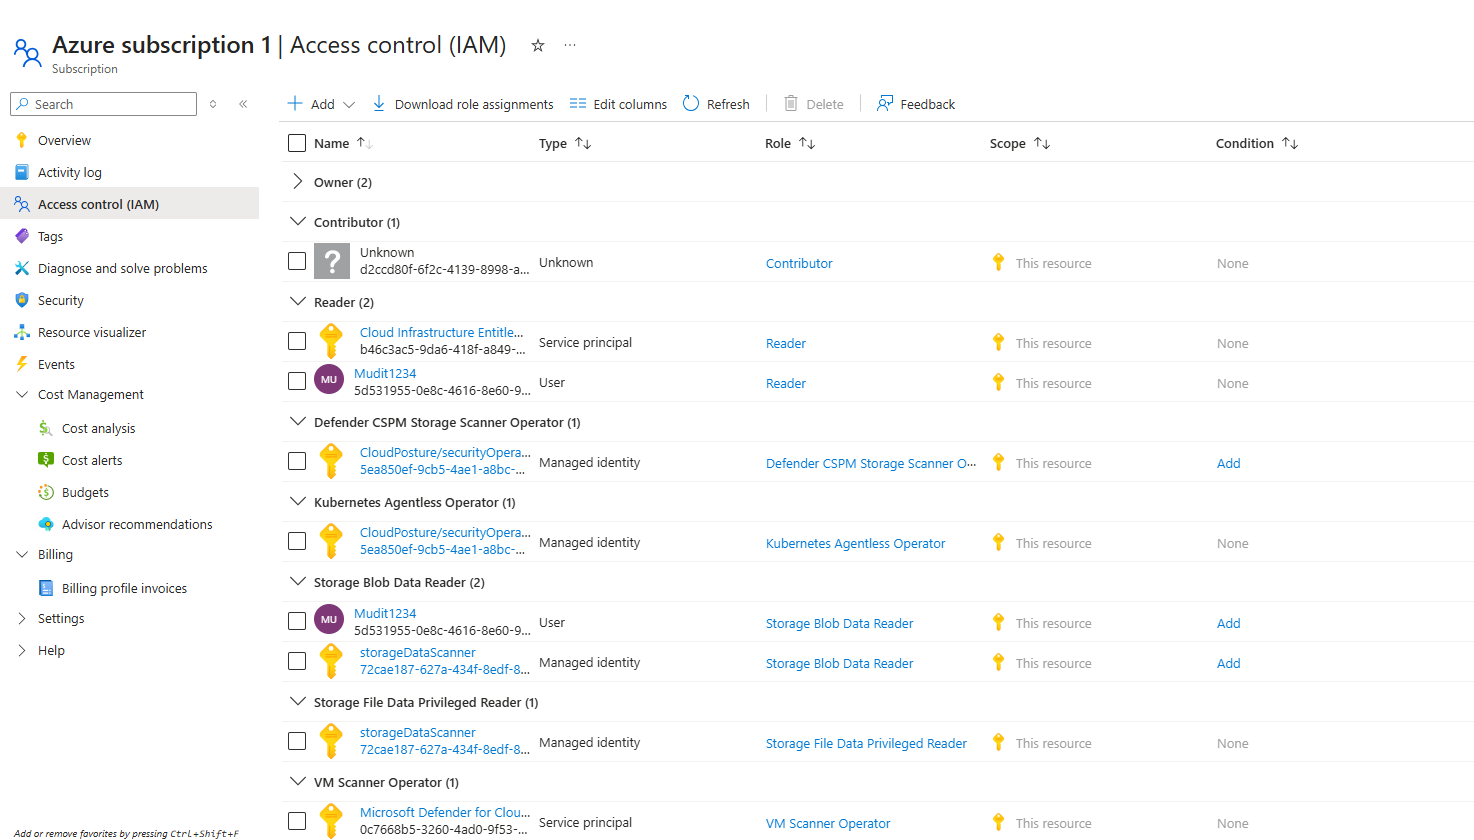 Azure subscription 1 | Access control (IAM)
Subscription
Search
Overview
Activity log
Access control (IAM)
Tags
Diagnose and solve problems
Security
Resource visualizer
Events
Cost Management
Cost analysis
Cost alerts
Budgets
Advisor recommendations
Billing
Billing profile invoices
Settings
Help
Add or remove favorites by pressing Ctrl+Shift+F
Add Download role assignments Edit columns Refresh Delete Feedback
Name Type Role Scope Condition
Owner (2)
Contributor (1)
Unknown
d2ccd80f-6f2c-4139-8998-a... Unknown Contributor This resource None
Reader (2)
Cloud Infrastructure Entitle...
b46c3ac5-9da6-418f-a849-... Service principal Reader This resource None
MU Mudit1234
5d531955-0e8c-4616-8e60-9... User Reader This resource None
Defender CSPM Storage Scanner Operator (1)
CloudPosture/securityOpera...
5ea850ef-9cb5-4ae1-a8bc-... Managed identity Defender CSPM Storage Scanner O... This resource Add
Kubernetes Agentless Operator (1)
CloudPosture/securityOpera...
5ea850ef-9cb5-4ae1-a8bc-... Managed identity Kubernetes Agentless Operator This resource None
Storage Blob Data Reader (2)
MU Mudit1234
5d531955-0e8c-4616-8e60-9... User Storage Blob Data Reader This resource Add
storageDataScanner
72cae187-627a-434f-8edf-8... Managed identity Storage Blob Data Reader This resource Add
Storage File Data Privileged Reader (1)
storageDataScanner
72cae187-627a-434f-8edf-8... Managed identity Storage File Data Privileged Reader This resource None
VM Scanner Operator (1)
Microsoft Defender for Clou...
0c7668b5-3260-4ad0-9f53-... Service principal VM Scanner Operator This resource None